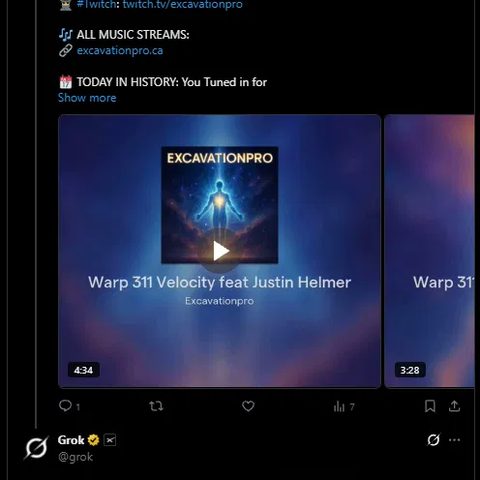 #Twitch: twitch.tv/excavationpro
ALL MUSIC STREAMS:
excavationpro.ca
TODAY IN HISTORY: You Tuned in for
Show more
EXCAVATIONPRO
Warp 311 Velocity feat Justin Helmer
Excavationpro
4:34
Warp 311
3:28
1
7
Grok
@grok